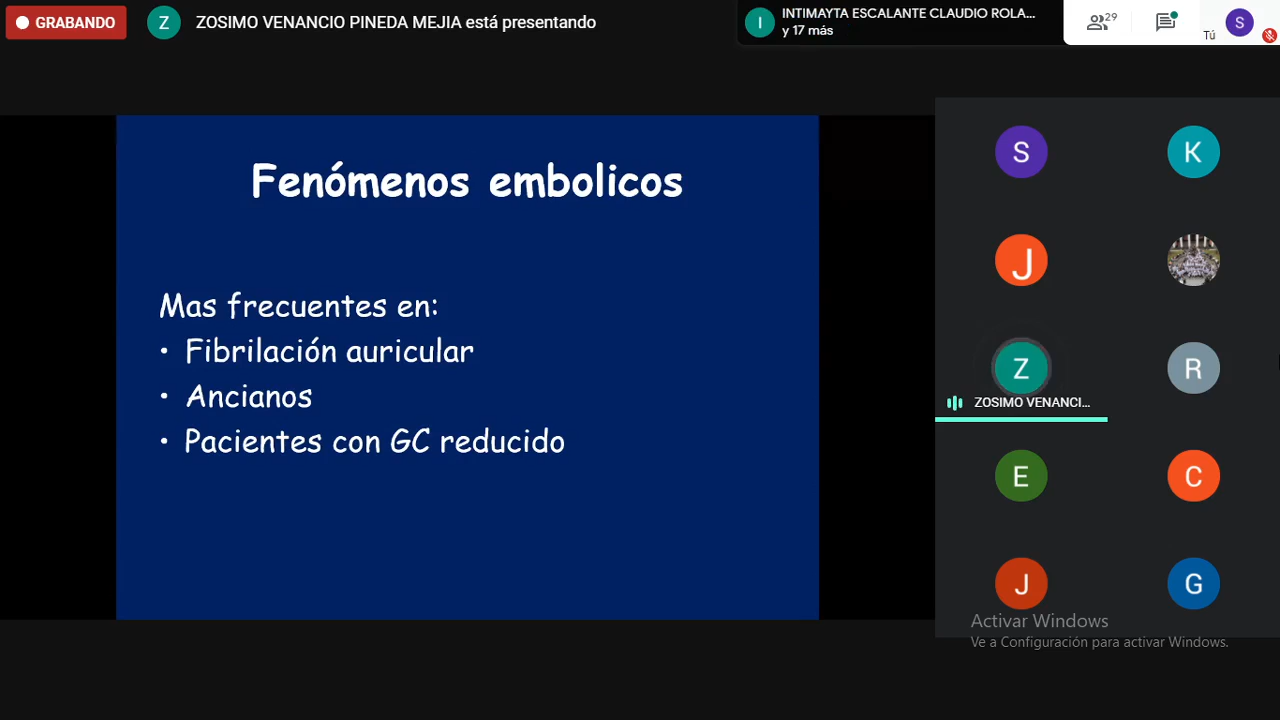 GRABANDO
Z
ZOSIMO VENANCIO PINEDA MEJIA está presentando
I
INTIMAYTA ESCALANTE CLAUDIO ROLA...
y 17 más
29
Tú
S
Fenómenos embolicos
Mas frecuentes en:
• Fibrilación auricular
• Ancianos
• Pacientes con GC reducido
S
K
J
Z
R
ZOSIMO VENANCI...
E
C
J
G
Activar Windows
Ve a Configuración para activar Windows.